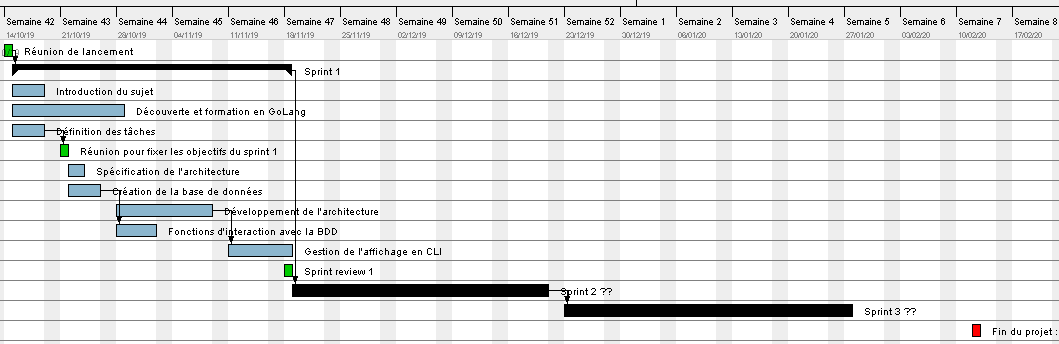 Semaine 42 Semaine 43 Semaine 44 Semaine 45 Semaine 46 Semaine 47 Semaine 48 Semaine 49 Semaine 50 Semaine 51 Semaine 52 Semaine 1 Semaine 2 Semaine 3 Semaine 4 Semaine 5 Semaine 6 Semaine 7 Semaine 8
14/10/19 21/10/19 28/10/19 04/11/19 11/11/19 18/11/19 25/11/19 02/12/19 09/12/19 16/12/19 23/12/19 30/12/19 06/01/20 13/01/20 20/01/20 27/01/20 03/02/20 10/02/20 17/02/20
Réunion de lancement
Sprint 1
Introduction du sujet
Découverte et formation en GoLang
Définition des tâches
Réunion pour fixer les objectifs du sprint 1
Spécification de l'architecture
Création de la base de données
Développement de l'architecture
Fonctions d'interaction avec la BDD
Gestion de l'affichage en CLI
Sprint review 1
Sprint 2 ??
Sprint 3 ??
Fin du projet :